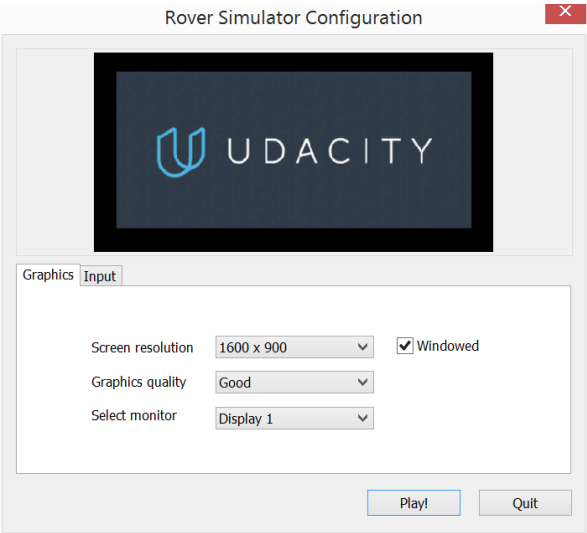 Rover Simulator Configuration
UDACITY
Graphics Input
Screen resolution 1600 x 900 Windowed
Graphics quality Good
Select monitor Display 1
Play! Quit